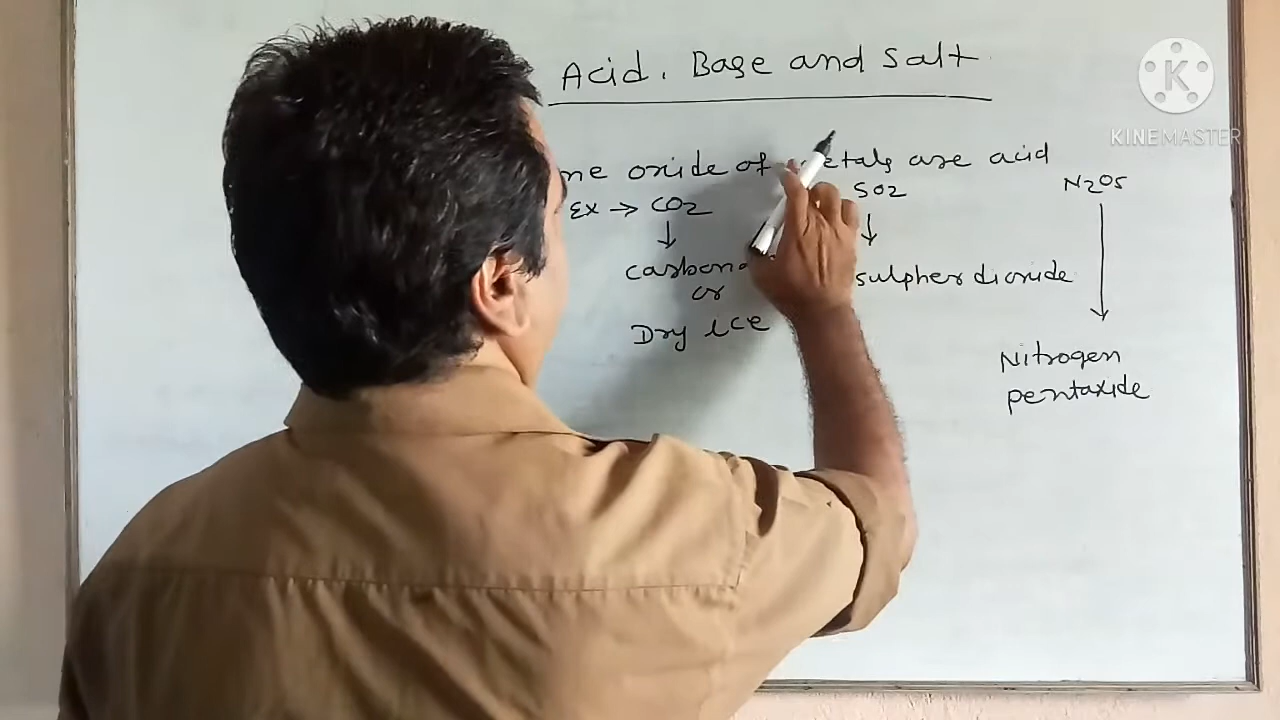 Acid, Base and Salt
K
KINEMASTER
oxide of are acid
Ex → CO2 SO2 N2O5
sulpher dioxide
or
Dry ice
Nitrogen
pentaxide